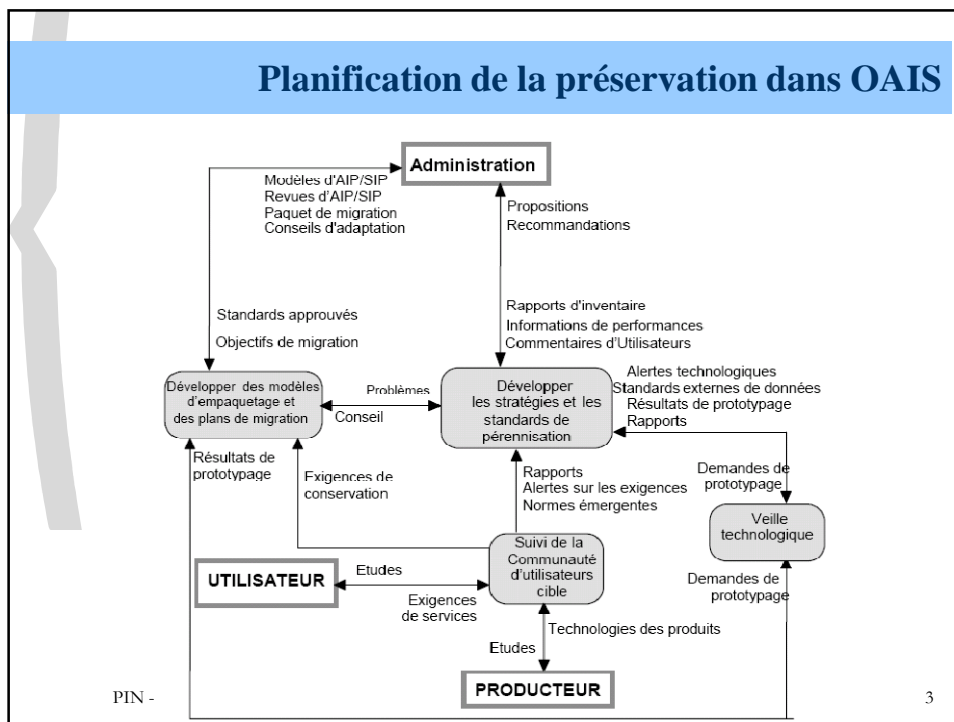 Planification de la préservation dans OAIS
Administration
Modèles d'AIP/SIP
Revues d'AIP/SIP
Paquet de migration
Conseils d'adaptation
Propositions
Recommandations
Standards approuvés
Objectifs de migration
Rapports d'inventaire
Informations de performances
Commentaires d'Utilisateurs
Développer des modèles
d'empaquetage et
des plans de migration
Problèmes
Conseil
Développer
les stratégies et les
standards de
pérennisation
Alertes technologiques
Standards externes de données
Résultats de prototypage
Rapports
Résultats de
prototypage
Exigences de
conservation
Rapports
Alertes sur les exigences
Normes émergentes
Demandes de
prototypage
Veille
technologique
Suivi de la
Communauté
d'utilisateurs
cible
UTILISATEUR
Etudes
Exigences
de services
Demandes de
prototypage
Technologies des produits
Etudes
PRODUCTEUR
PIN -
3